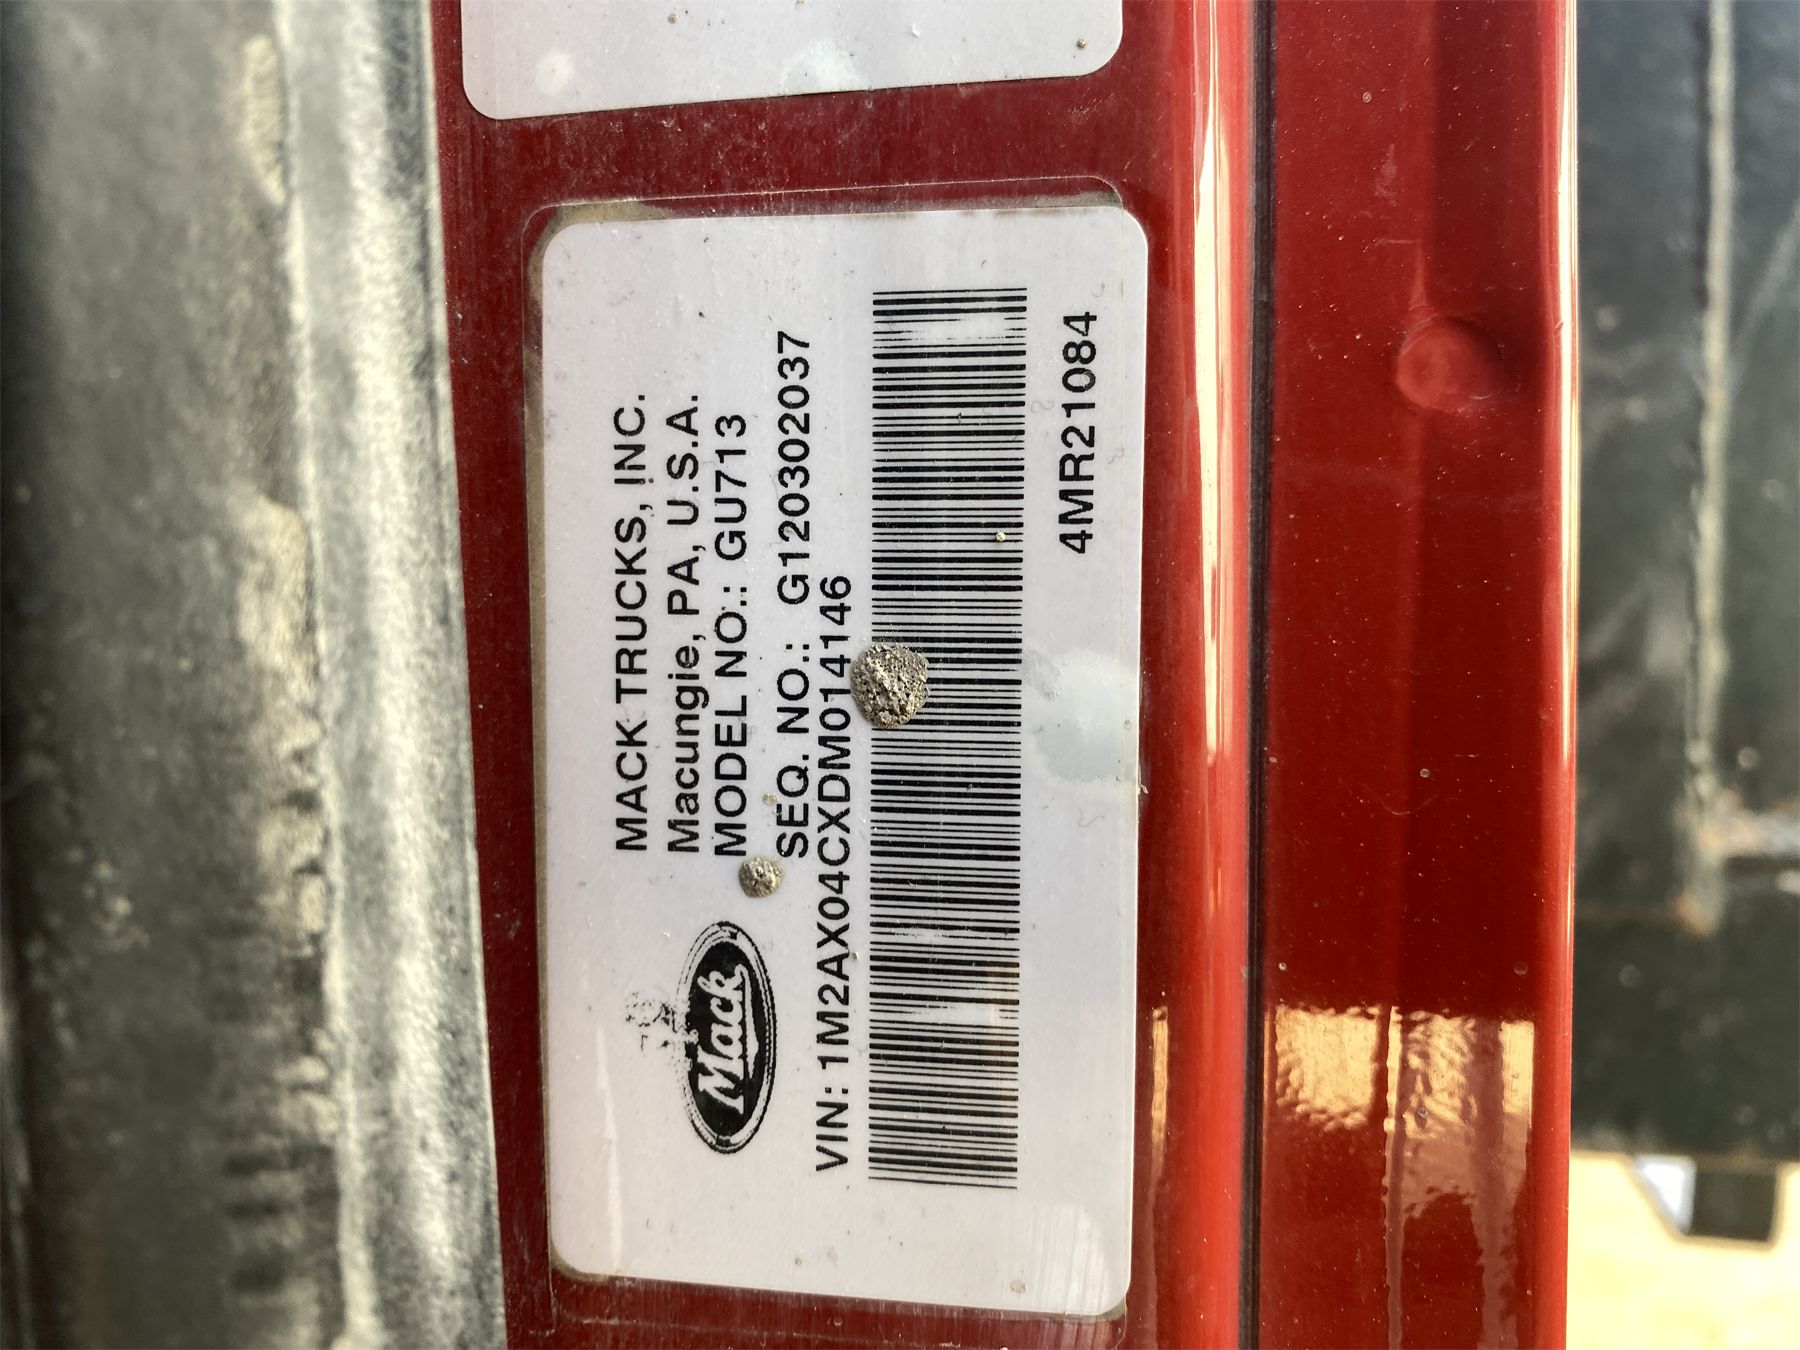 Mack
MACK TRUCKS, INC.
Macungie, PA, U.S.A.
MODEL NO.: GU713
SEQ. NO.: G120302037
VIN: 1M2AX04CXDM014146
4MR21084